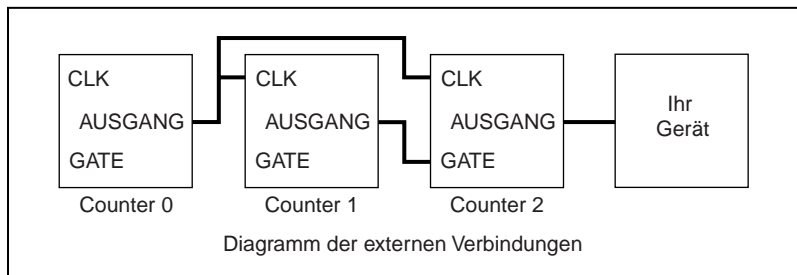 CLK
AUSGANG
GATE
Counter 0
CLK
AUSGANG
GATE
Counter 1
CLK
AUSGANG
GATE
Counter 2
Ihr
Gerät
Diagramm der externen Verbindungen